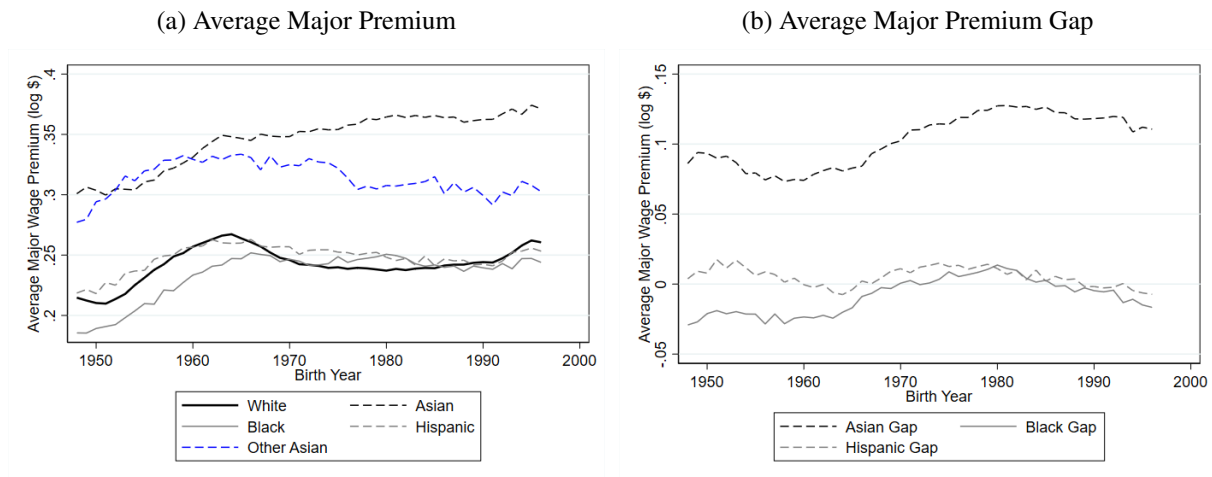 (a) Average Major Premium
Average Major Wage Premium (log $)
.4
.35
.3
.25
.2
1950 1960 1970 1980 1990 2000
Birth Year
White Asian
Black Hispanic
Other Asian
(b) Average Major Premium Gap
Average Major Wage Premium (log $)
.15
.1
.05
0
-.05
1950 1960 1970 1980 1990 2000
Birth Year
Asian Gap Black Gap
Hispanic Gap